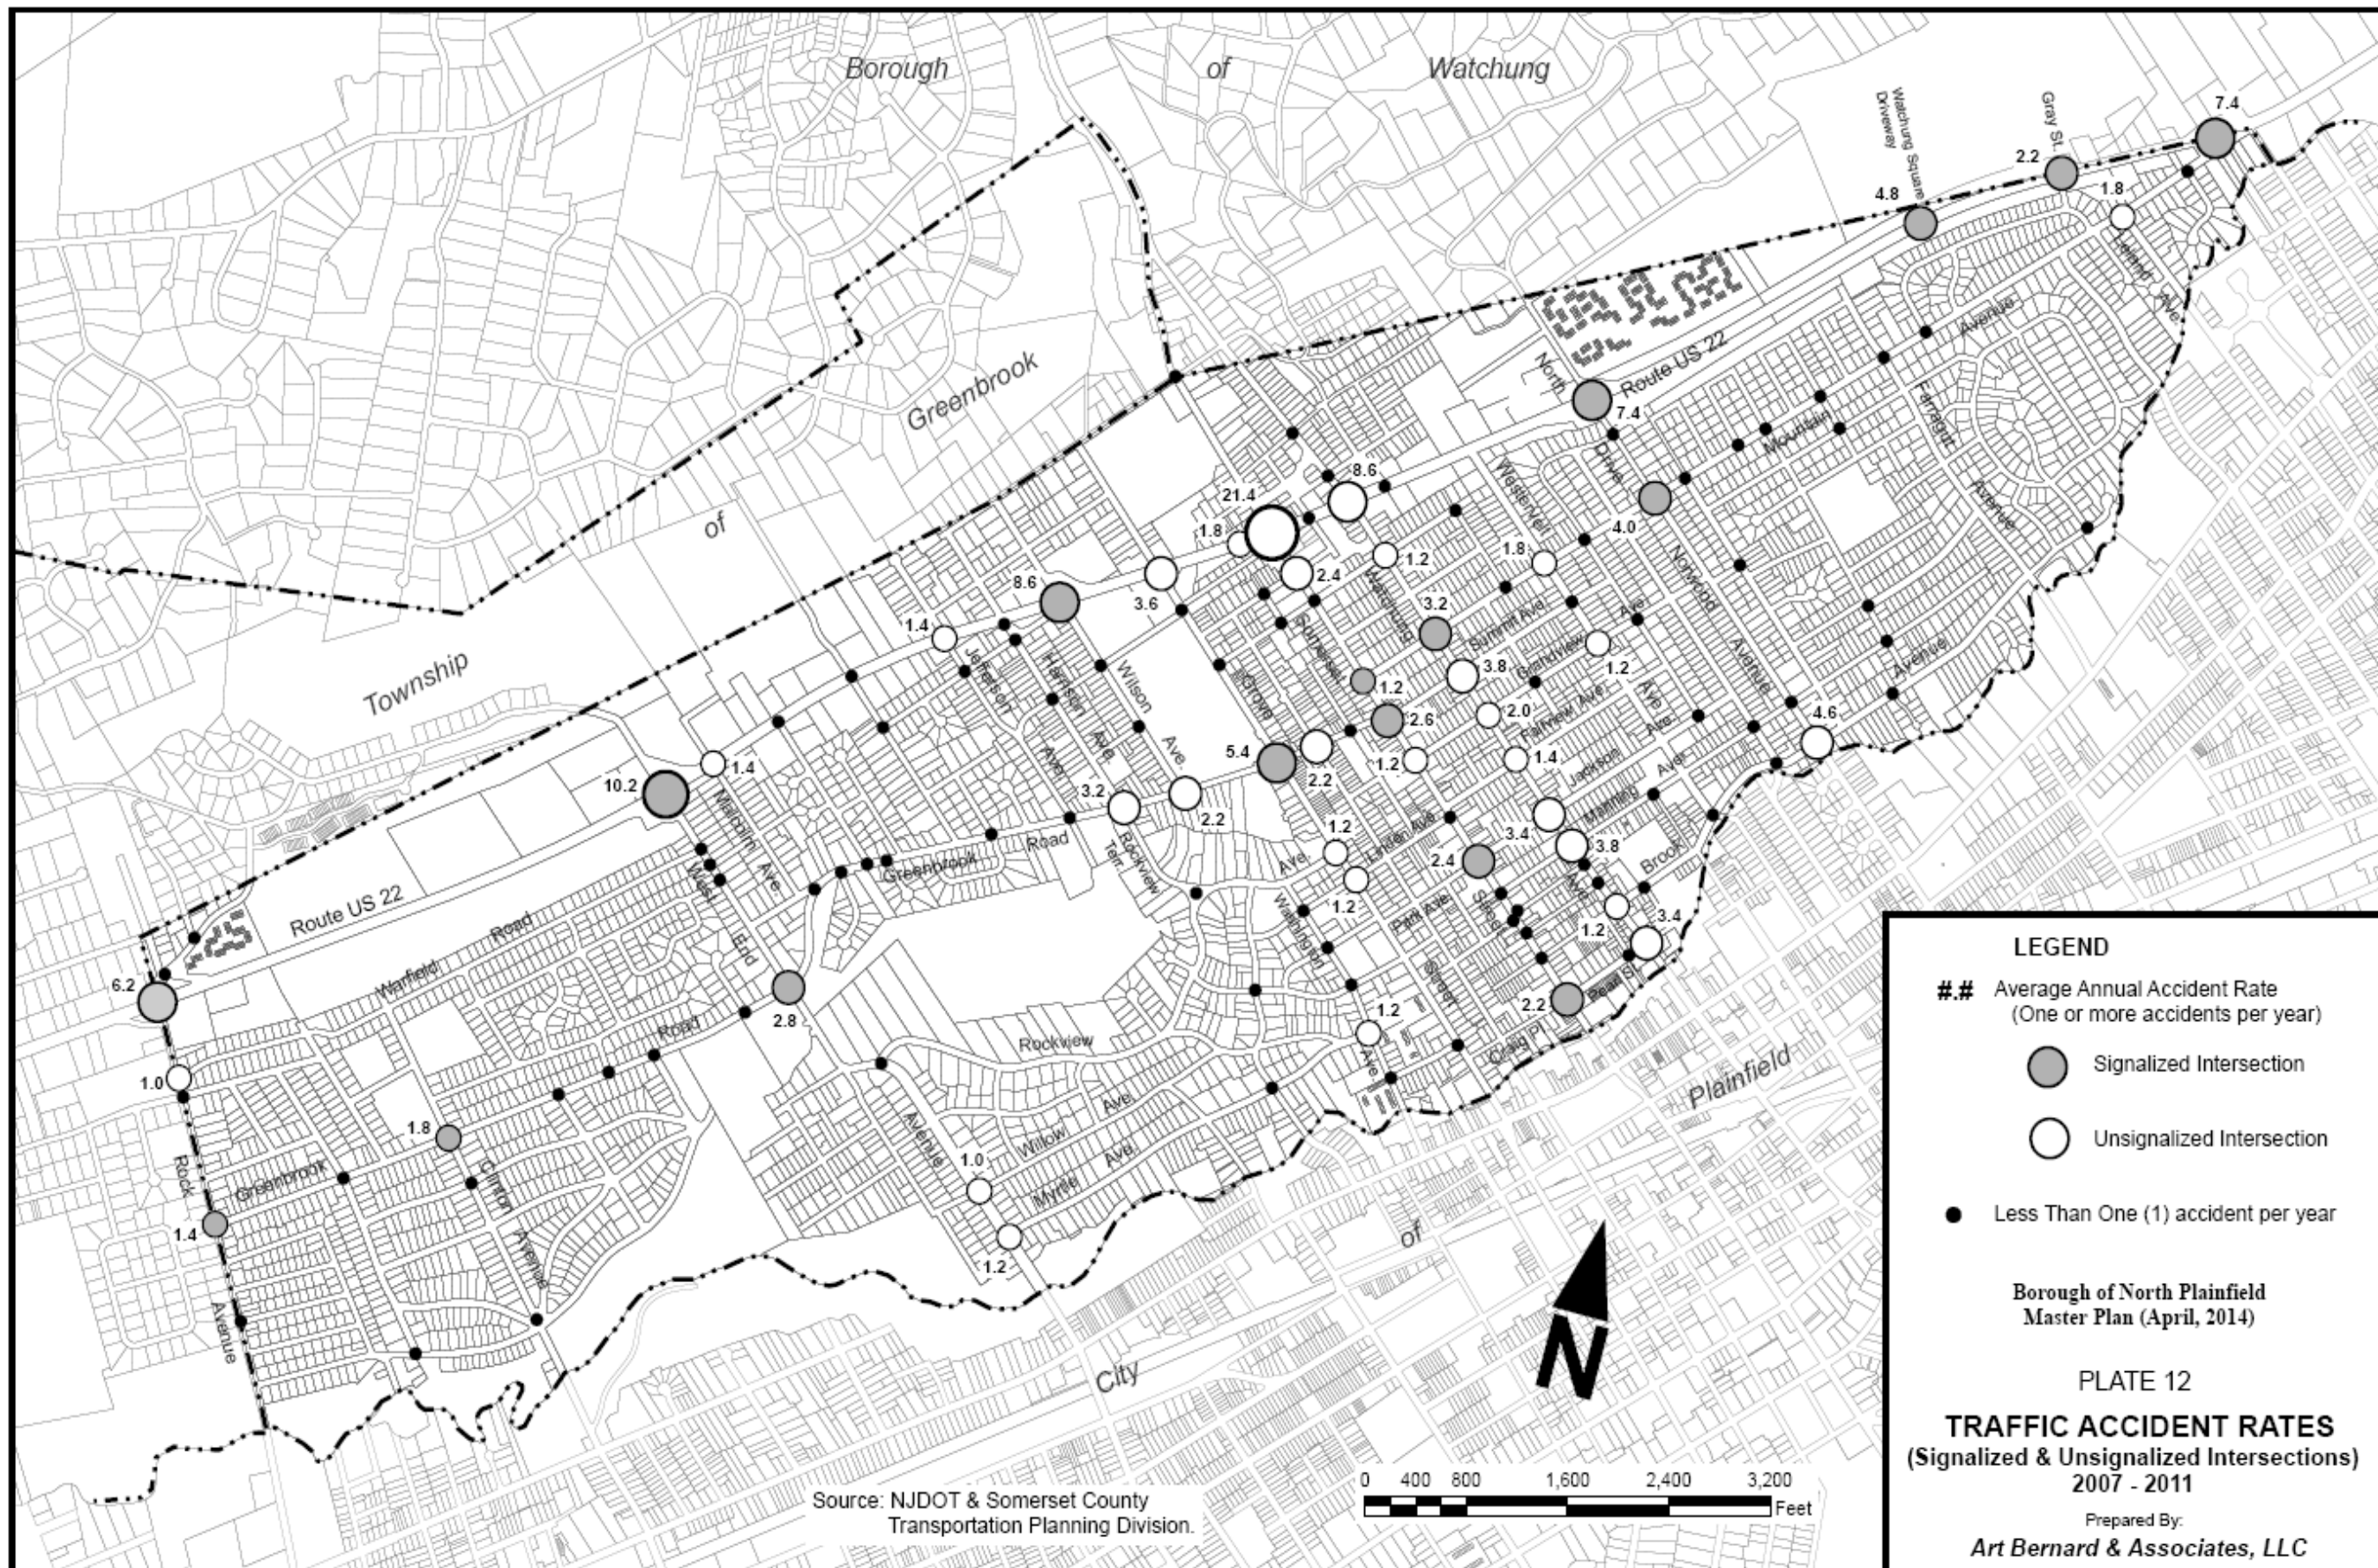 Borough of Watchung
Watchung Square
Driveway
Gray St.
7.4
2.2
1.8
4.8
Leland Ave.
Avenue
Greenbrook
North
Route US 22
7.4
Farragut
Mountain
Drive
Westervelt
8.6
21.4
of
1.8
4.0
Avenue
1.8
1.2
2.4
8.6
3.6
Norwood
Watchung
3.2
Summit Ave.
Ave.
1.4
Somerset
Grandview
1.2
Jefferson
Harrison
Wilson
Grove
3.8
Avenue
Avenue
Township
1.2
2.0
Fairview Ave.
Ave
2.6
Ave.
4.6
Ave.
Ave.
Ave
5.4
2.2
1.2
1.4
Jackson
Ave.
10.2
1.4
3.2
2.2
Manning
Malcolm Ave.
Rockview
Terr.
1.2
Linden Ave.
3.4
3.8
Greenbrook Road
Ave.
2.4
Brook
West
1.2
Ave.
Route US 22
Washington
Park Ave.
Street
3.4
Road
End
1.2
Warfield
Street
Pearl S
6.2
2.2
2.8
1.2
Road
Rockview
Craig Pl
1.0
Ave.
Plainfield
Ave.
Avenue
1.8
Willow
Rock
Greenbrook
Clinton
1.0
Ave.
Myrtle
1.4
Avenue
of
1.2
Avenue
City
N
0 400 800 1,600 2,400 3,200
Feet
Source: NJDOT & Somerset County
Transportation Planning Division.
LEGEND
#.# Average Annual Accident Rate
(One or more accidents per year)
Signalized Intersection
Unsignalized Intersection
Less Than One (1) accident per year
Borough of North Plainfield
Master Plan (April, 2014)
PLATE 12
TRAFFIC ACCIDENT RATES
(Signalized & Unsignalized Intersections)
2007 - 2011
Prepared By:
Art Bernard & Associates, LLC